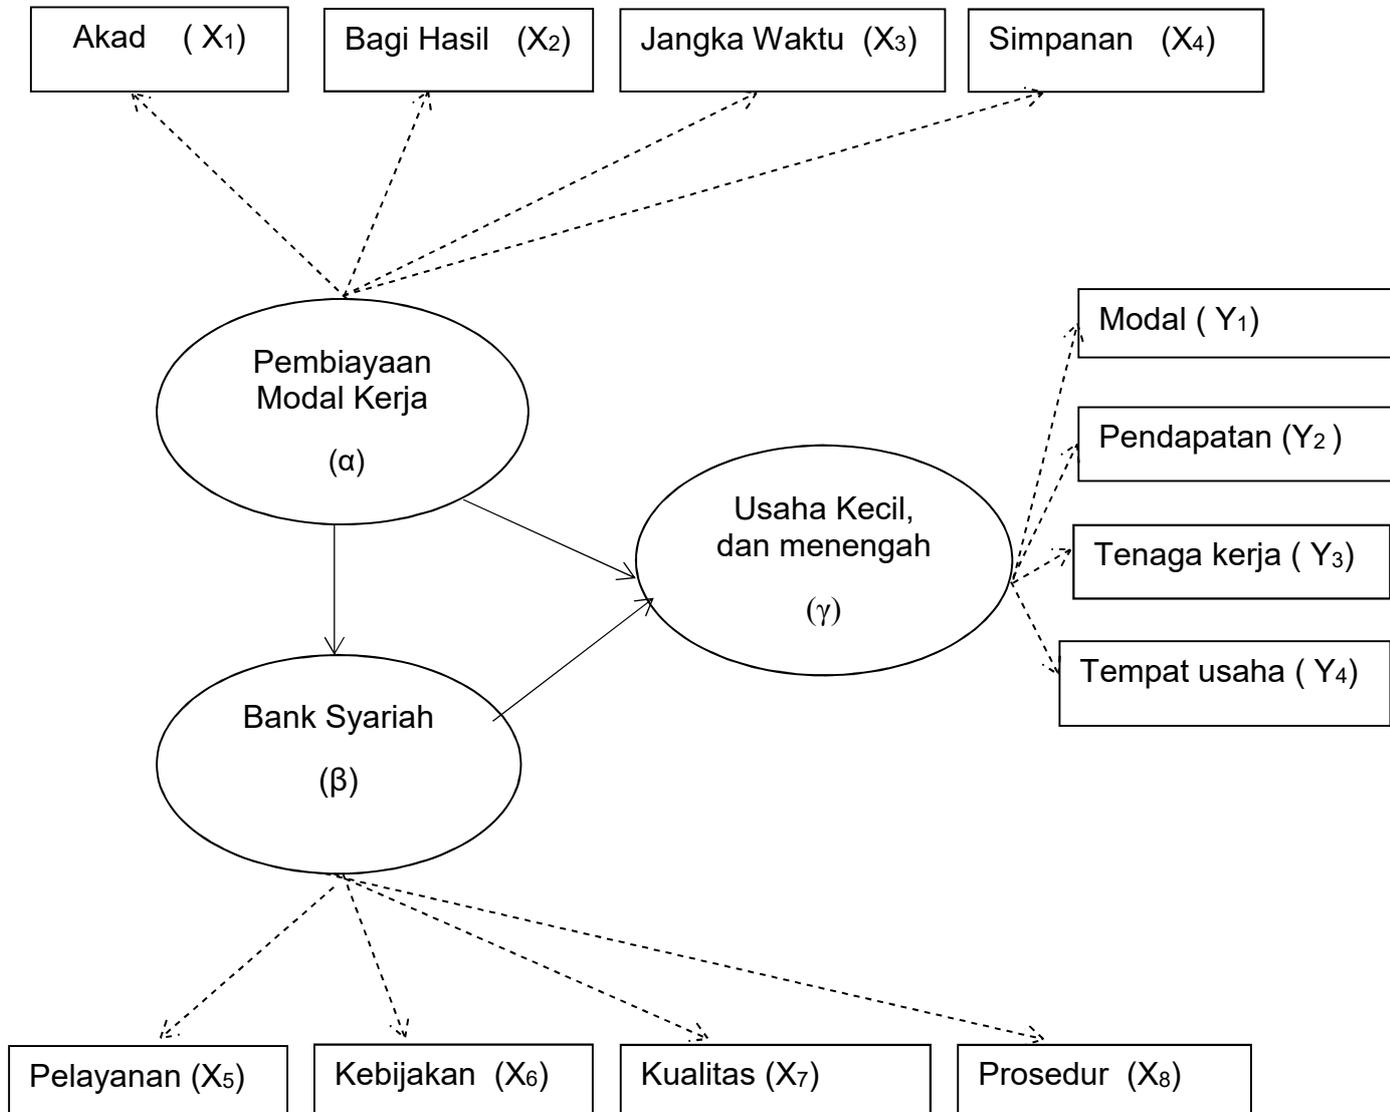 Akad ( X₁)
Bagi Hasil (X₂)
Jangka Waktu (X₃)
Simpanan (X₄)
Pembiayaan
Modal Kerja
(α)
Modal ( Y₁)
Pendapatan (Y₂ )
Usaha Kecil,
dan menengah
(γ)
Tenaga kerja ( Y₃)
Tempat usaha ( Y₄)
Bank Syariah
(β)
Pelayanan (X₅)
Kebijakan (X₆)
Kualitas (X₇)
Prosedur (X₈)